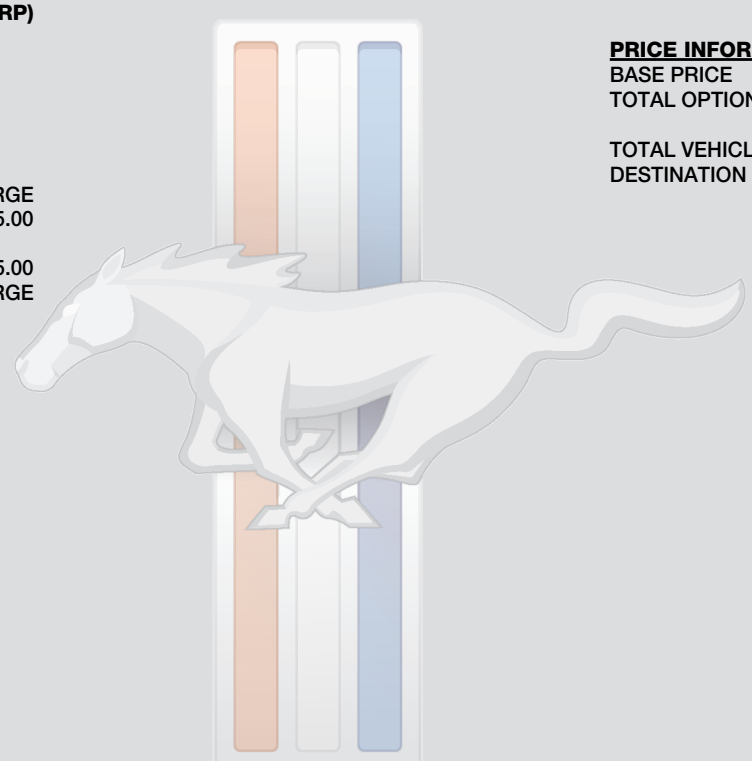 RP)
RGE
5.00
5.00
RGE
PRICE INFOR
BASE PRICE
TOTAL OPTION
TOTAL VEHICL
DESTINATION